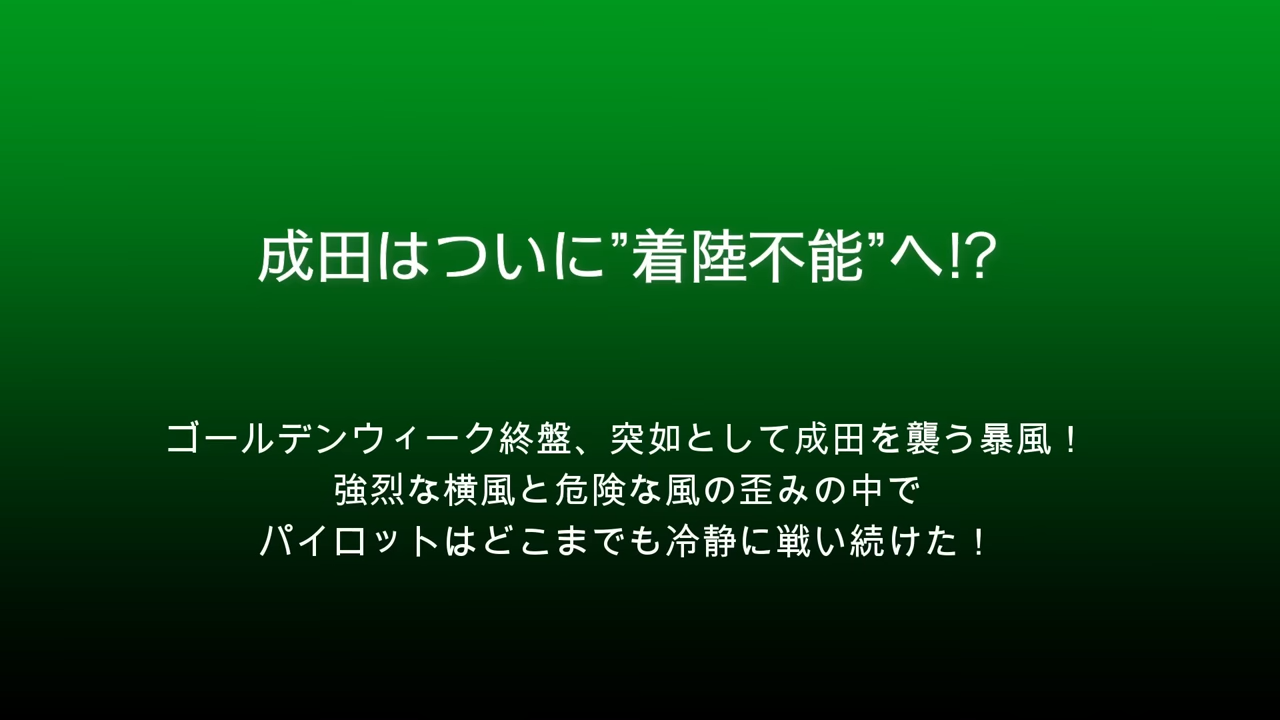 成田はついに”着陸不能”へ!?
ゴールデンウィーク終盤、突如として成田を襲う暴風！
強烈な横風と危険な風の歪みの中で
パイロットはどこまでも冷静に戦い続けた！